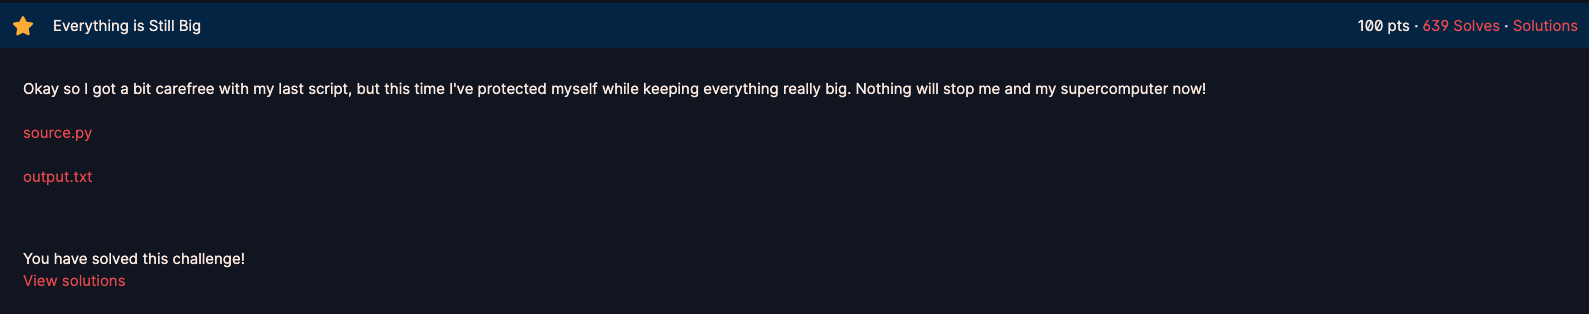 Everything is Still Big 100 pts · 639 Solves · Solutions
Okay so I got a bit carefree with my last script, but this time I've protected myself while keeping everything really big. Nothing will stop me and my supercomputer now!
source.py
output.txt
You have solved this challenge!
View solutions